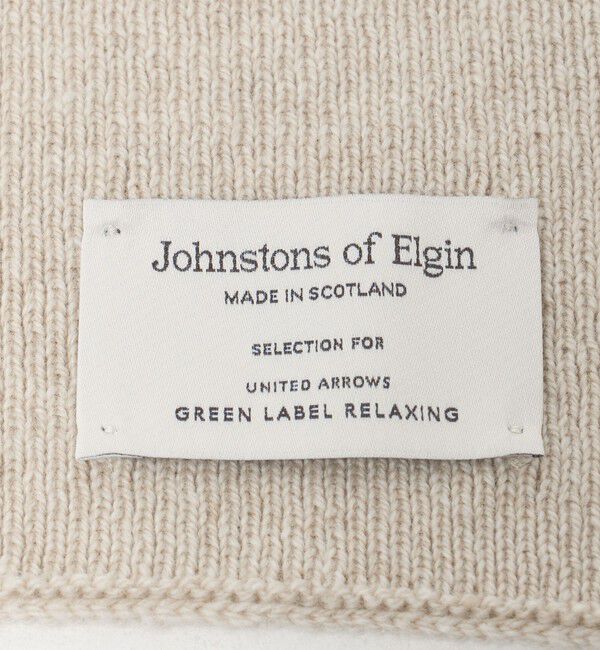 Johnstons of Elgin
MADE IN SCOTLAND
SELECTION FOR
UNITED ARROWS
GREEN LABEL RELAXING